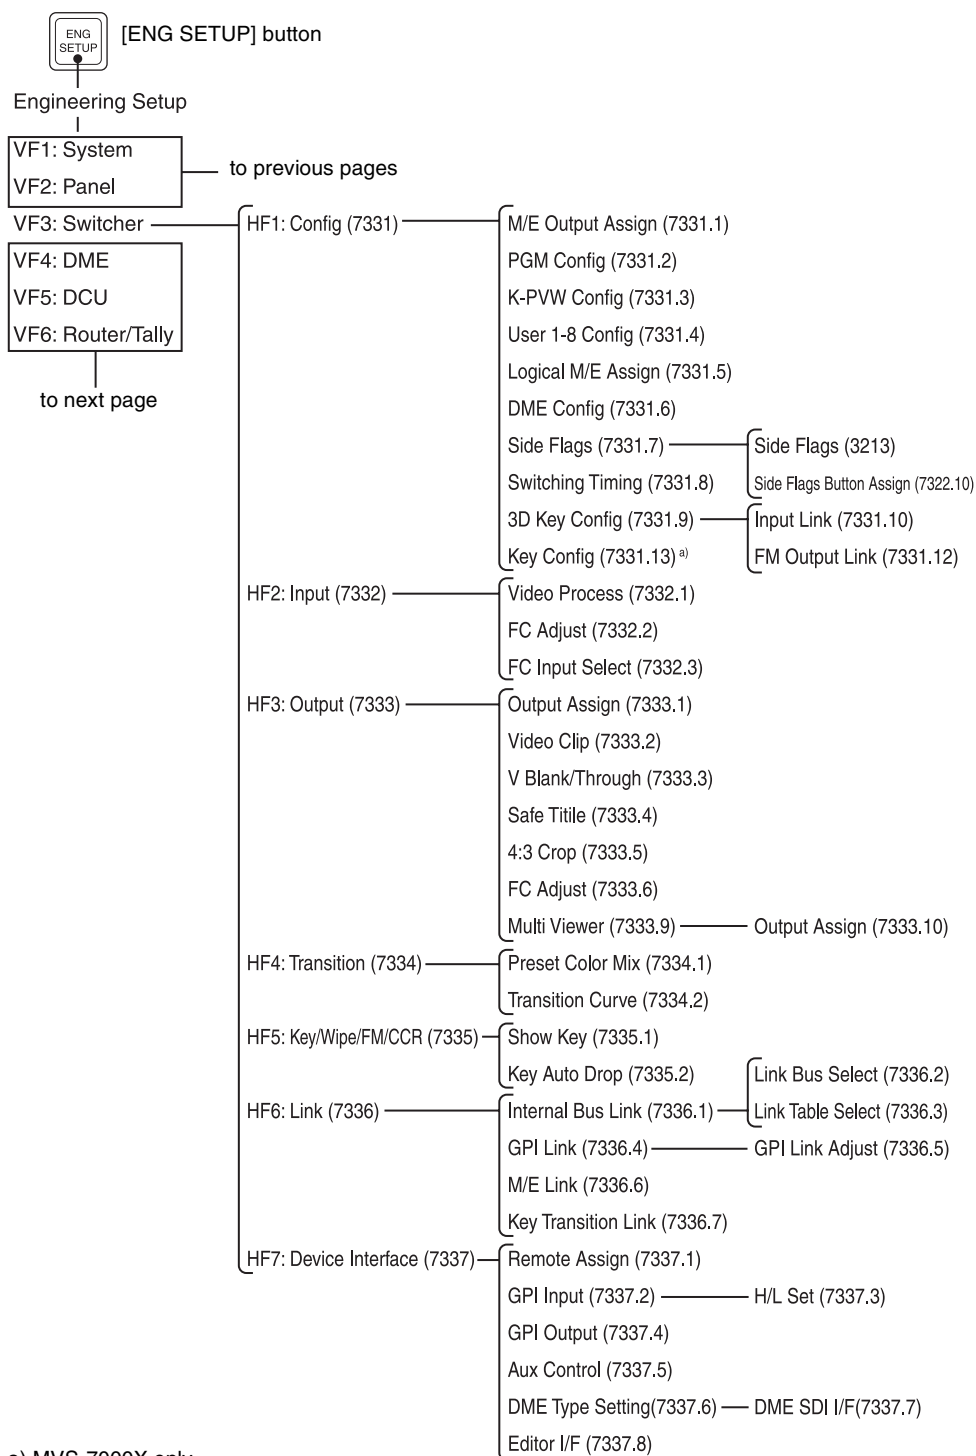 ENG
SETUP
[ENG SETUP] button
Engineering Setup
VF1: System
VF2: Panel
to previous pages
VF3: Switcher
VF4: DME
VF5: DCU
VF6: Router/Tally
to next page
HF1: Config (7331)
M/E Output Assign (7331.1)
PGM Config (7331.2)
K-PVW Config (7331.3)
User 1-8 Config (7331.4)
Logical M/E Assign (7331.5)
DME Config (7331.6)
Side Flags (7331.7)
Side Flags (3213)
Side Flags Button Assign (7322.10)
Switching Timing (7331.8)
3D Key Config (7331.9)
Input Link (7331.10)
FM Output Link (7331.12)
Key Config (7331.13) a)
HF2: Input (7332)
Video Process (7332.1)
FC Adjust (7332.2)
FC Input Select (7332.3)
HF3: Output (7333)
Output Assign (7333.1)
Video Clip (7333.2)
V Blank/Through (7333.3)
Safe Titile (7333.4)
4:3 Crop (7333.5)
FC Adjust (7333.6)
Multi Viewer (7333.9)
Output Assign (7333.10)
HF4: Transition (7334)
Preset Color Mix (7334.1)
Transition Curve (7334.2)
HF5: Key/Wipe/FM/CCR (7335)
Show Key (7335.1)
Key Auto Drop (7335.2)
HF6: Link (7336)
Internal Bus Link (7336.1)
Link Bus Select (7336.2)
Link Table Select (7336.3)
GPI Link (7336.4)
GPI Link Adjust (7336.5)
M/E Link (7336.6)
Key Transition Link (7336.7)
HF7: Device Interface (7337)
Remote Assign (7337.1)
GPI Input (7337.2)
H/L Set (7337.3)
GPI Output (7337.4)
Aux Control (7337.5)
DME Type Setting(7337.6)
DME SDI I/F(7337.7)
Editor I/F (7337.8)